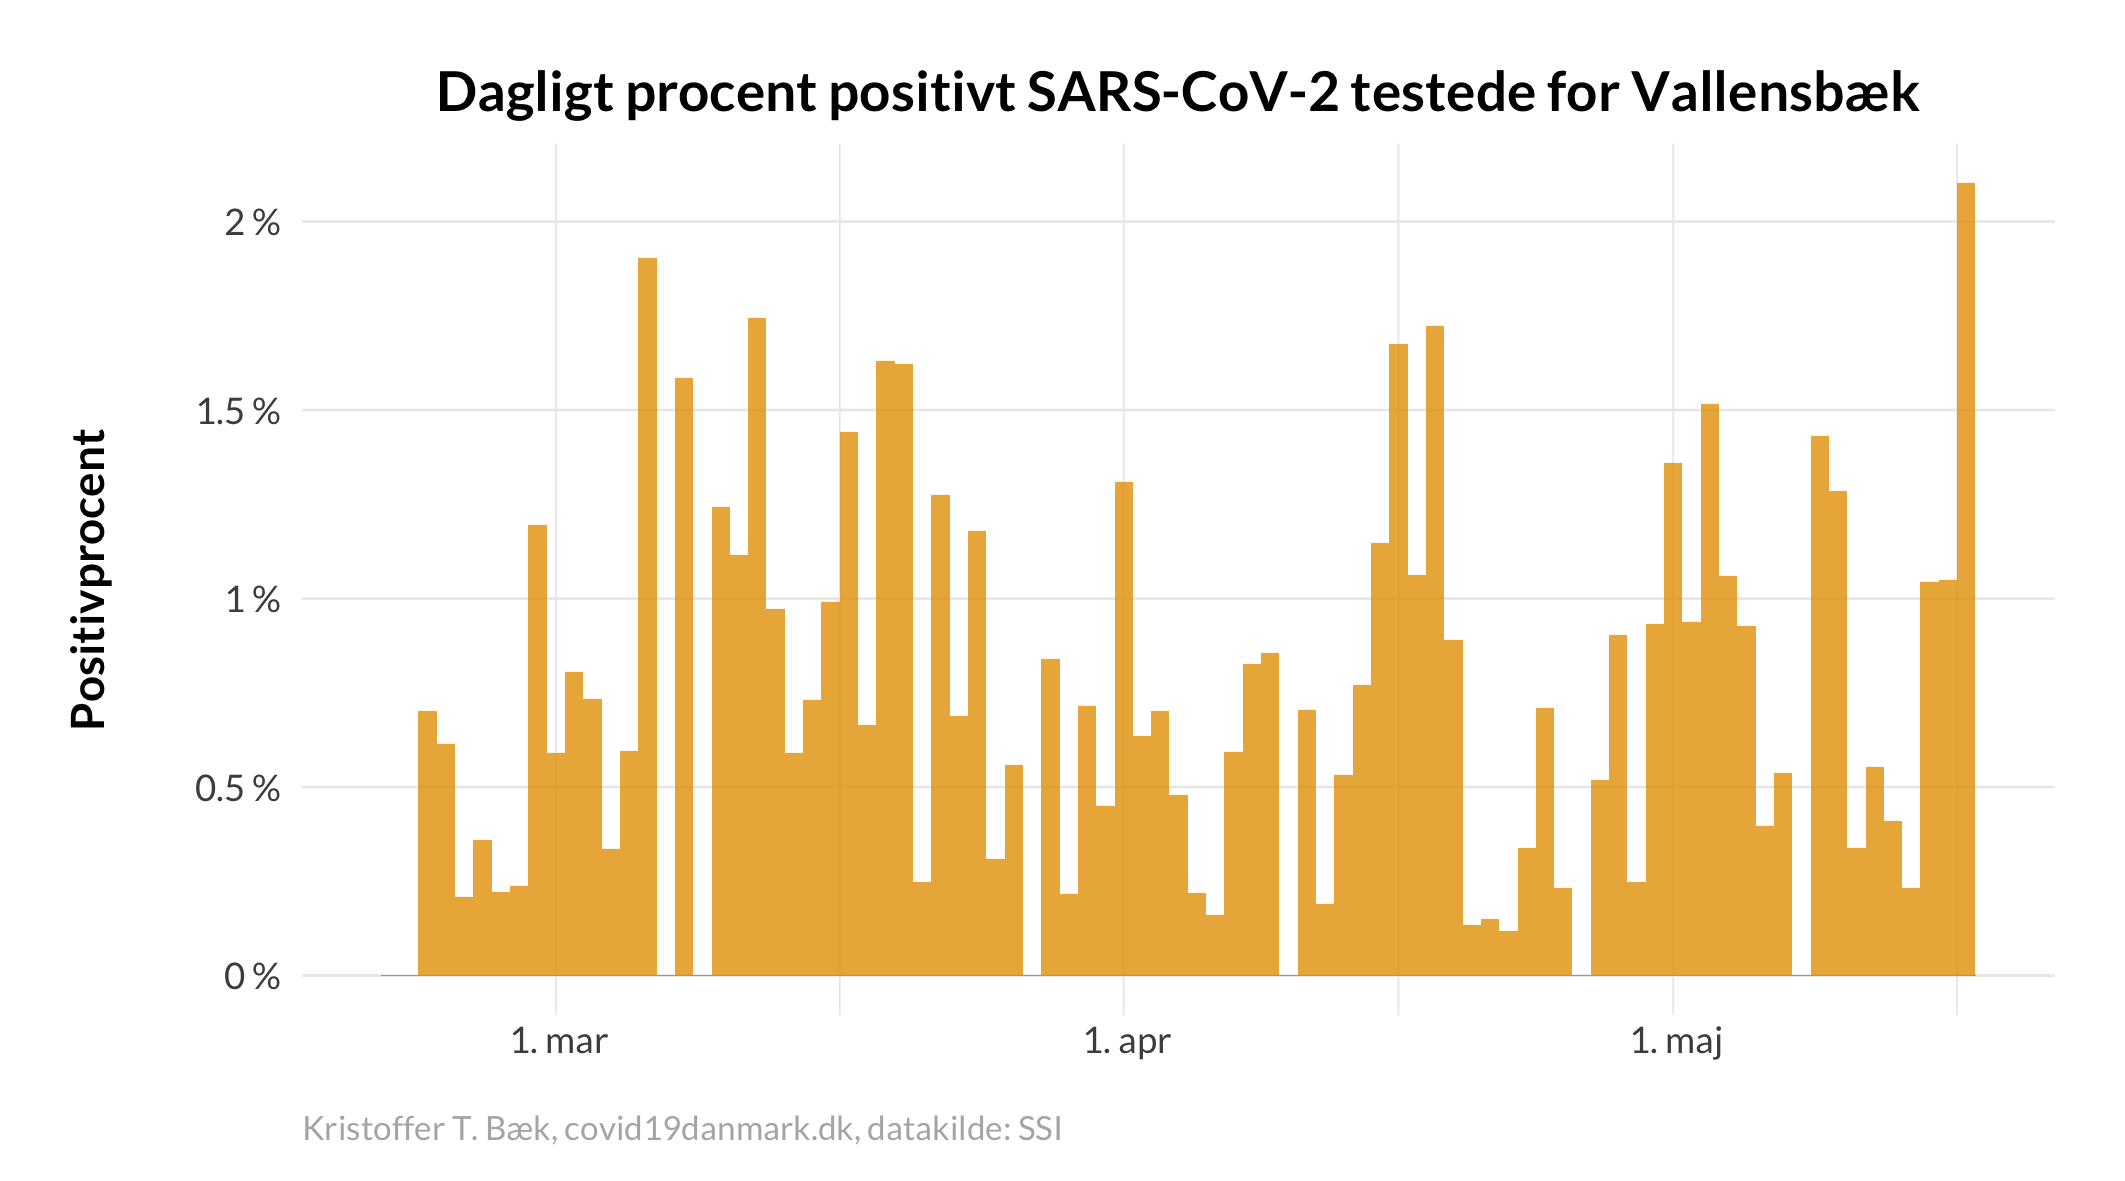 Dagligt procent positivt SARS-CoV-2 testede for Vallensbæk
Positivprocent
2 %
1.5 %
1 %
0.5 %
0 %
1. mar
1. apr
1. maj
Kristoffer T. Bæk, covid19danmark.dk, datakilde: SSI